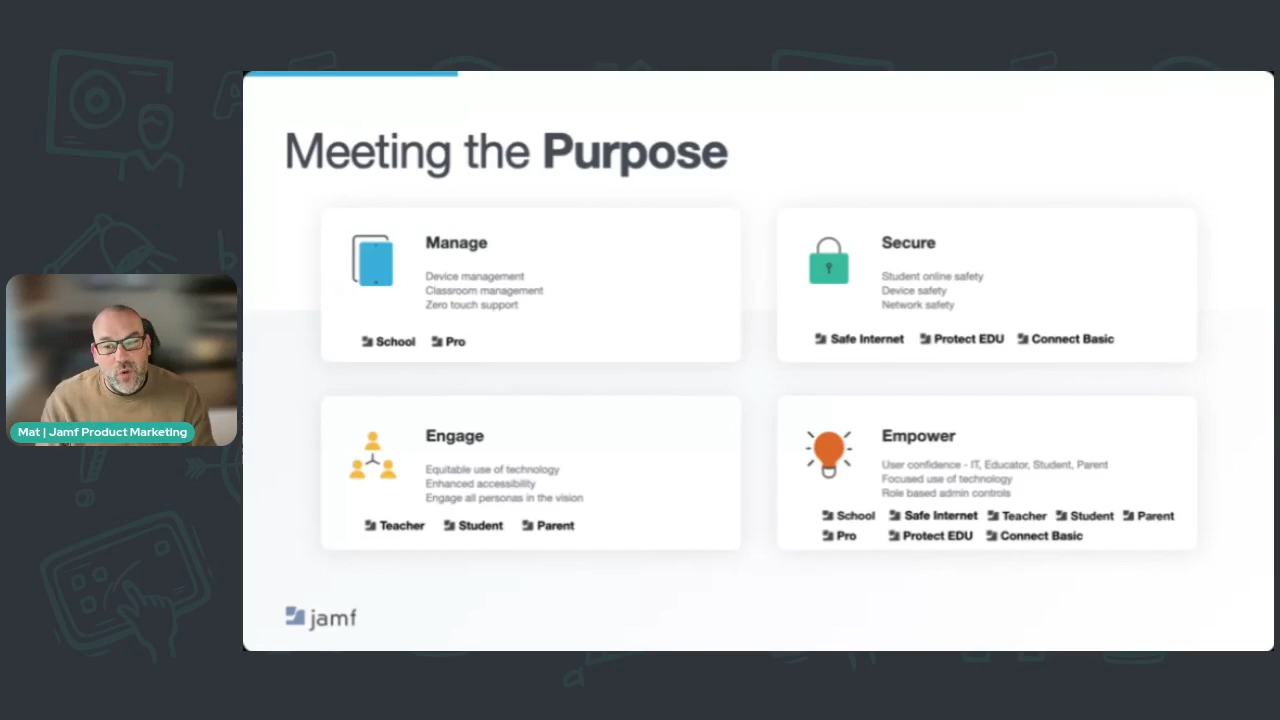 Meeting the Purpose
Manage
Device management
Classroom management
Zero touch support
School Pro
Secure
Student online safety
Device safety
Network safety
Safe Internet Protect EDU Connect Basic
Engage
Equitable use of technology
Enhanced accessibility
Engage all personas in the vision
Teacher Student Parent
Empower
User confidence - IT, Educator, Student, Parent
Focused use of technology
Role based admin controls
School Safe Internet Teacher Student Parent
Pro Protect EDU Connect Basic
jamf
Mat | Jamf Product Marketing